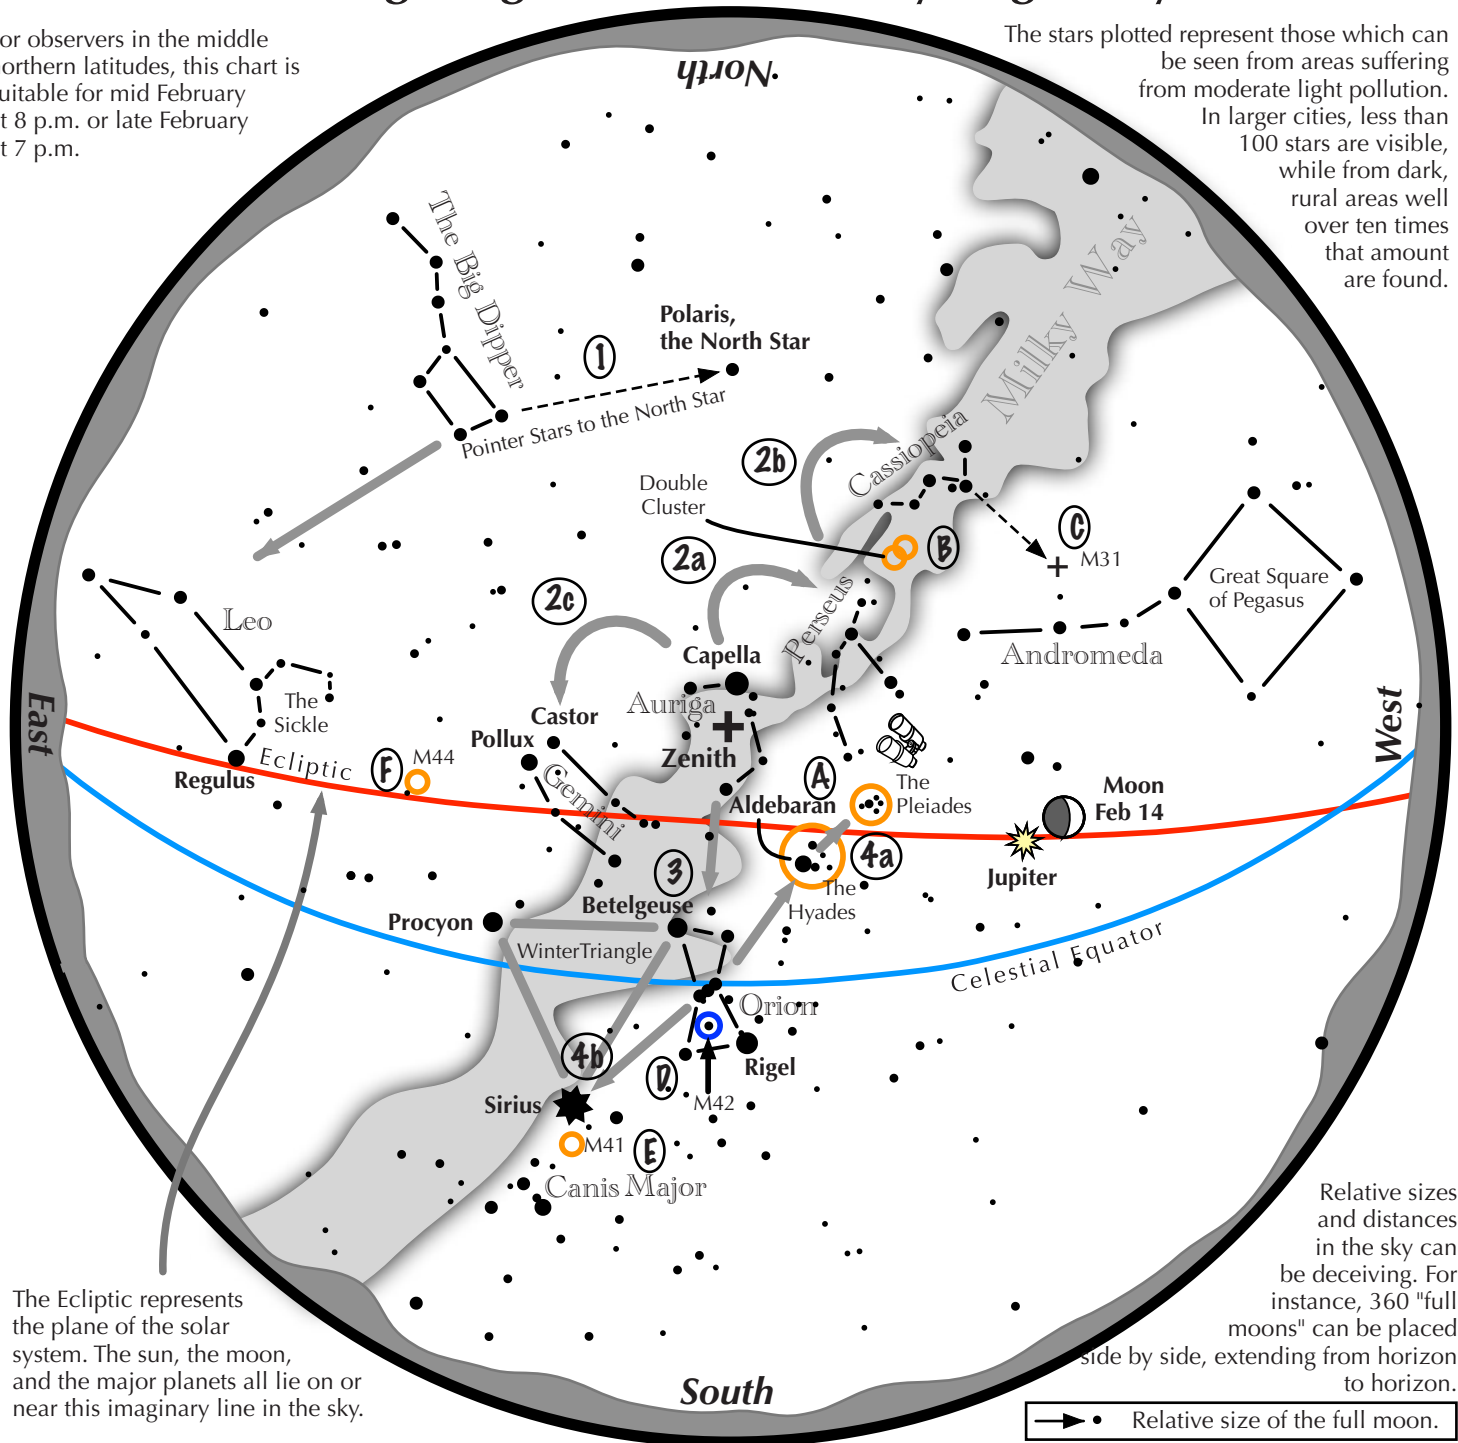 or observers in the middle
orthern latitudes, this chart is
uitable for mid February
t 8 p.m. or late February
t 7 p.m.
The stars plotted represent those which can
be seen from areas suffering
from moderate light pollution.
In larger cities, less than
100 stars are visible,
while from dark,
rural areas well
over ten times
that amount
are found.
North
The Big Dipper
Milky Way
Polaris,
the North Star
1
Pointer Stars to the North Star
2b
Cassiopeia
Double
Cluster
B
C
M31
2a
2c
Great Square
of Pegasus
Perseus
Leo
Andromeda
Capella
The
Sickle
Auriga
East
West
Castor
Pollux
Zenith
Regulus
Ecliptic
F
M44
Gemini
A
The
Pleiades
Aldebaran
Moon
Feb 14
4a
3
Jupiter
The
Hyades
Betelgeuse
Procyon
WinterTriangle
Celestial Equator
Orion
4b
D
Rigel
Sirius
M42
M41
E
Canis Major
The Ecliptic represents
the plane of the solar
system. The sun, the moon,
and the major planets all lie on or
near this imaginary line in the sky.
Relative sizes
and distances
in the sky can
be deceiving. For
instance, 360 "full
moons" can be placed
side by side, extending from horizon
to horizon.
South
Relative size of the full moon.